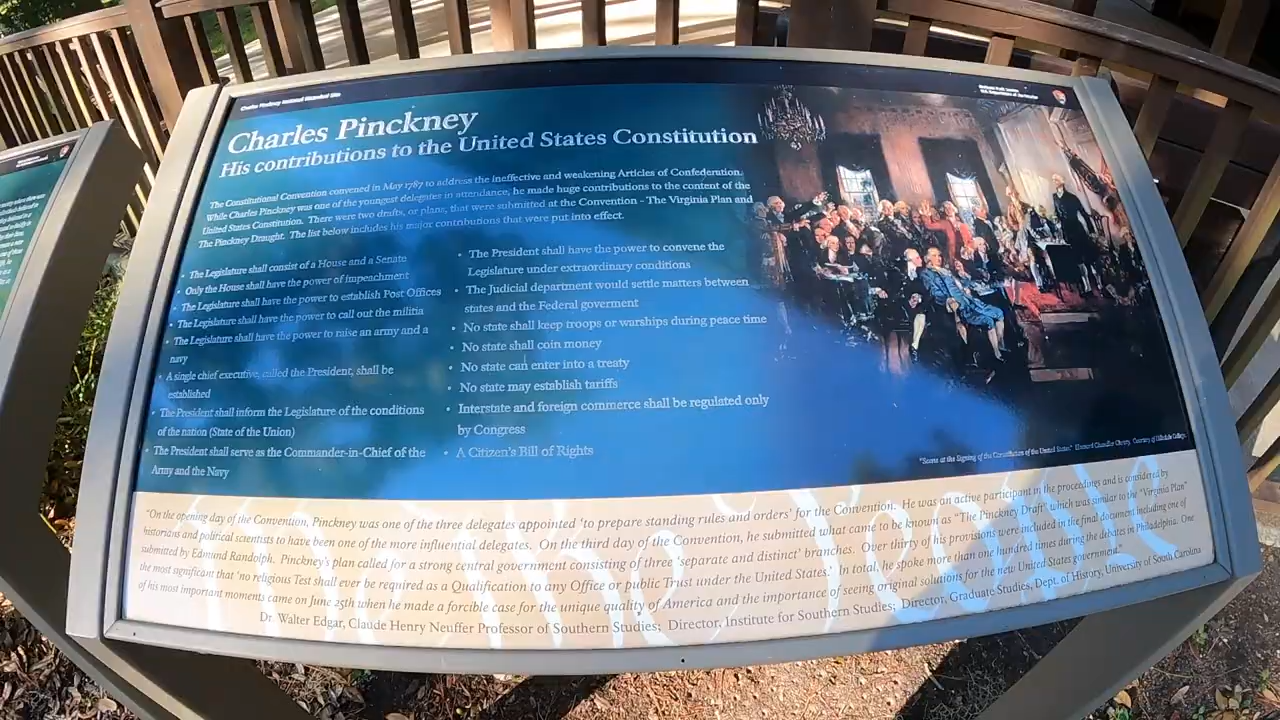 Charles Pinckney National Historical Site
National Park Service
U.S. Department of the Interior
Charles Pinckney
His contributions to the United States Constitution
The Constitutional Convention convened in May 1787 to address the ineffective and weakening Articles of Confederation.
While Charles Pinckney was one of the youngest delegates in attendance, he made huge contributions to the content of the
United States Constitution. There were two drafts, or plans, that were submitted at the Convention - The Virginia Plan and
The Pinckney Draught. The list below includes his major contributions that were put into effect.
• The Legislature shall consist of a House and a Senate
• Only the House shall have the power of impeachment
• The Legislature shall have the power to establish Post Offices
• The Legislature shall have the power to call out the militia
• The Legislature shall have the power to raise an army and a
navy
• A single chief executive, called the President, shall be
established
• The President shall inform the Legislature of the conditions
of the nation (State of the Union)
• The President shall serve as the Commander-in-Chief of the
Army and the Navy
• The President shall have the power to convene the
Legislature under extraordinary conditions
• The Judicial department would settle matters between
states and the Federal goverment
• No state shall keep troops or warships during peace time
• No state shall coin money
• No state can enter into a treaty
• No state may establish tariffs
• Interstate and foreign commerce shall be regulated only
by Congress
• A Citizen's Bill of Rights
"Scene at the Signing of the Constitution of the United States." Howard Chandler Christy. Courtesy of Hillsdale College.
We the People
"On the opening day of the Convention, Pinckney was one of the three delegates appointed 'to prepare standing rules and orders' for the Convention. He was an active participant in the proceedings and is considered by
historians and political scientists to have been one of the more influential delegates. On the third day of the Convention, he submitted what came to be known as "The Pinckney Draft" which was similar to the "Virginia Plan"
submitted by Edmund Randolph. Pinckney's plan called for a strong central government consisting of three 'separate and distinct' branches. Over thirty of his provisions were included in the final document including one of
the most significant that 'no religious Test shall ever be required as a Qualification to any Office or public Trust under the United States.' In total, he spoke more than one hundred times during the debates in Philadelphia. One
of his most important moments came on June 25th when he made a forcible case for the unique quality of America and the importance of seeing original solutions for the new United States government."
Dr. Walter Edgar, Claude Henry Neuffer Professor of Southern Studies; Director, Institute for Southern Studies; Director, Graduate Studies, Dept. of History, University of South Carolina